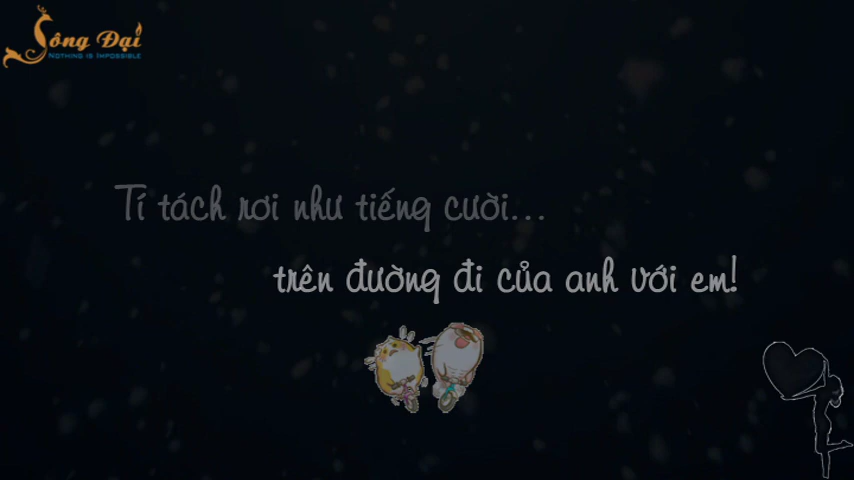 Sông Đại
NOTHING IS IMPOSSIBLE
Tí tách rơi như tiếng cười...
trên đường đi của anh với em!